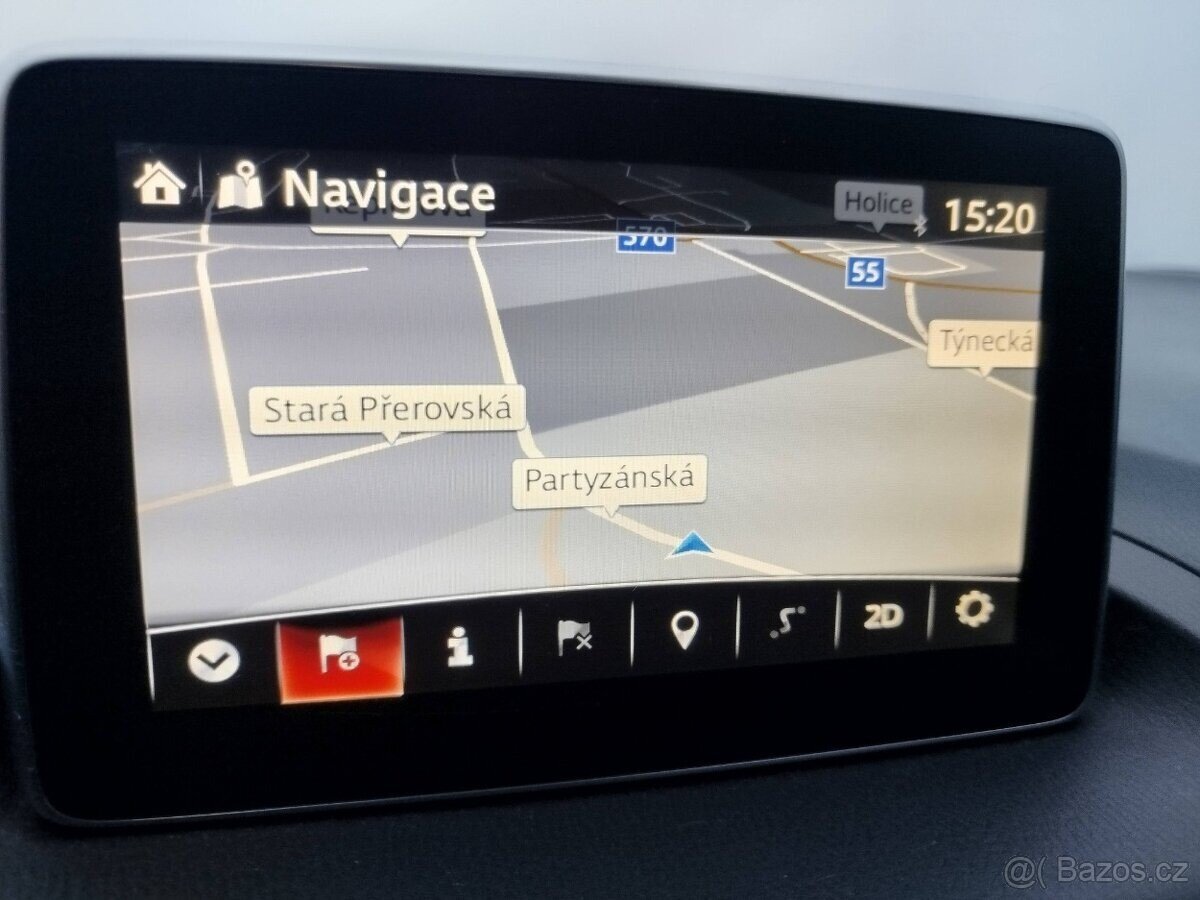 Navigace
Holice
15:20
570
55
Týnecká
Stará Přerovská
Partyzánská
2D
@( Bazos.cz